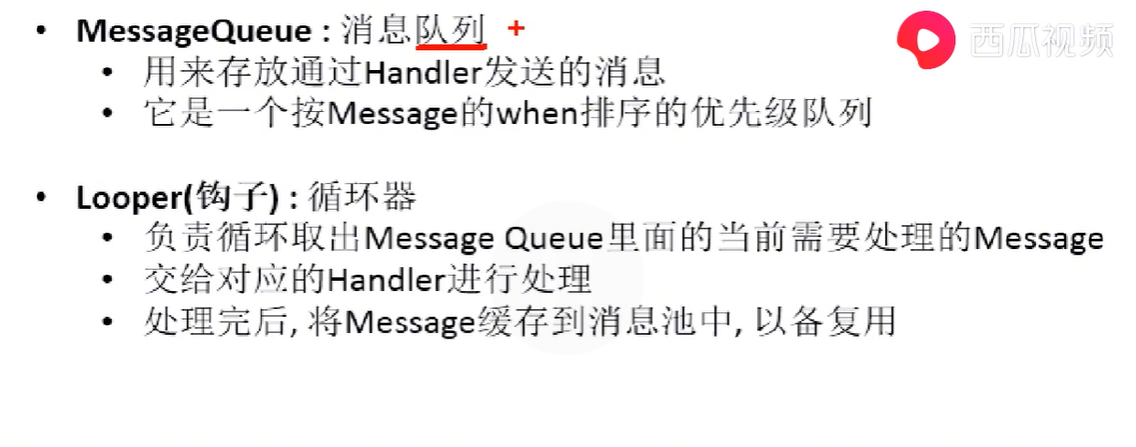 • MessageQueue : 消息队列 +
西瓜视频
• 用来存放通过Handler发送的消息
• 它是一个按Message的when排序的优先级队列
• Looper(钩子) : 循环器
• 负责循环取出Message Queue里面的当前需要处理的Message
• 交给对应的Handler进行处理
• 处理完后, 将Message缓存到消息池中, 以备复用